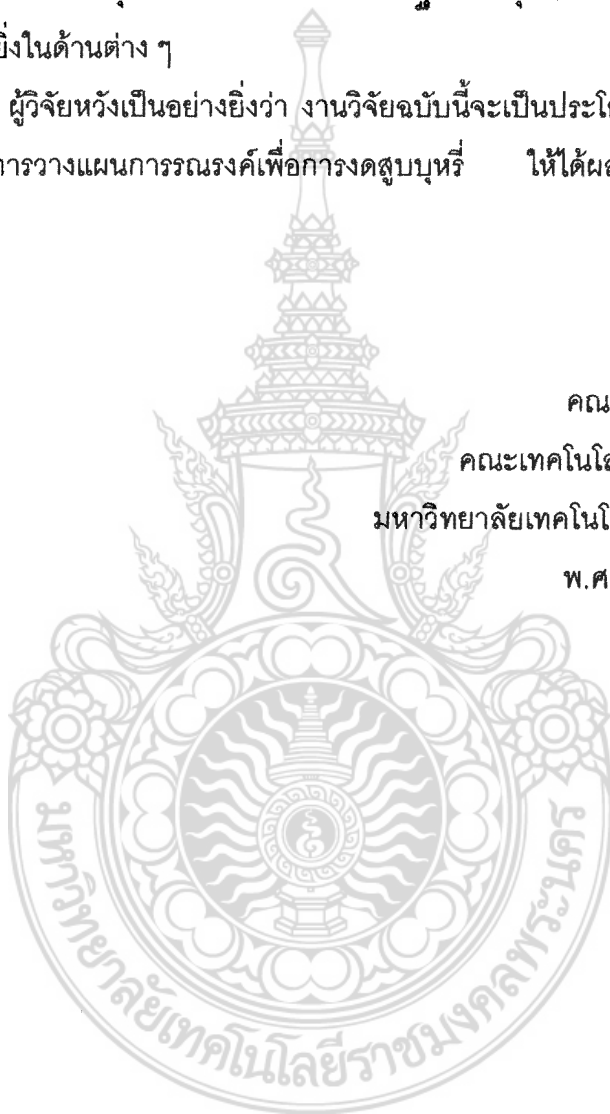 ยิ่งในด้านต่าง ๆ
ผู้วิจัยหวังเป็นอย่างยิ่งว่า งานวิจัยฉบับนี้จะเป็นประโย
การวางแผนการรณรงค์เพื่อการงดสูบบุหรี่ ให้ได้ผล
คณ
คณะเทคโนโล
มหาวิทยาลัยเทคโนโ
พ.ศ
มหาวิทยาลัยเทคโนโลยีราชมงคลพระนคร